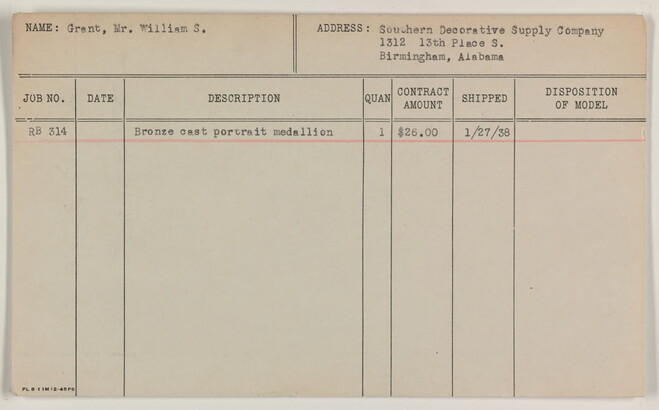 NAME: Grant, Mr. William S.
ADDRESS: Southern Decorative Supply Company
1312 13th Place S.
Birmingham, Alabama
JOB NO. DATE DESCRIPTION QUAN CONTRACT AMOUNT SHIPPED DISPOSITION OF MODEL
RB 314 Bronze cast portrait medallion 1 $26.00 1/27/38